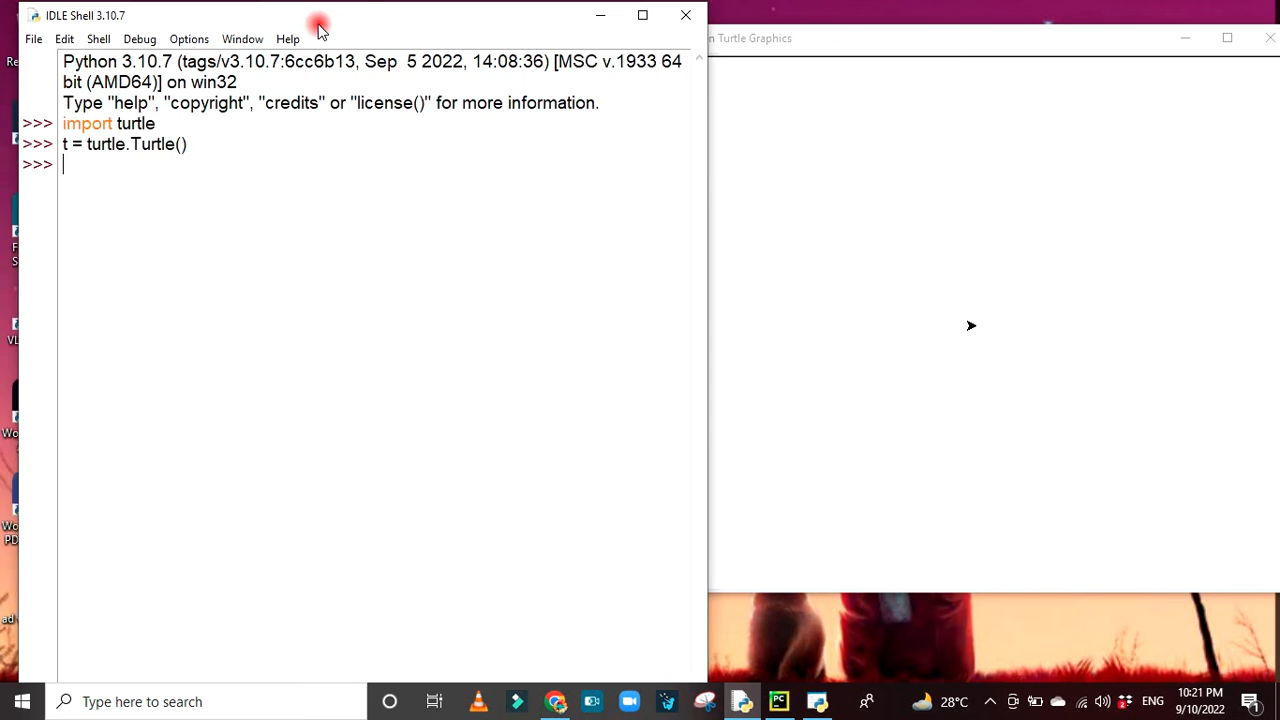 IDLE Shell 3.10.7
File Edit Shell Debug Options Window Help
Turtle Graphics
Python 3.10.7 (tags/v3.10.7:6cc6b13, Sep 5 2022, 14:08:36) [MSC v.1933 64
bit (AMD64)] on win32
Type "help", "copyright", "credits" or "license()" for more information.
>>> import turtle
>>> t = turtle.Turtle()
>>>
Type here to search
28°C
ENG
10:21 PM
9/10/2022